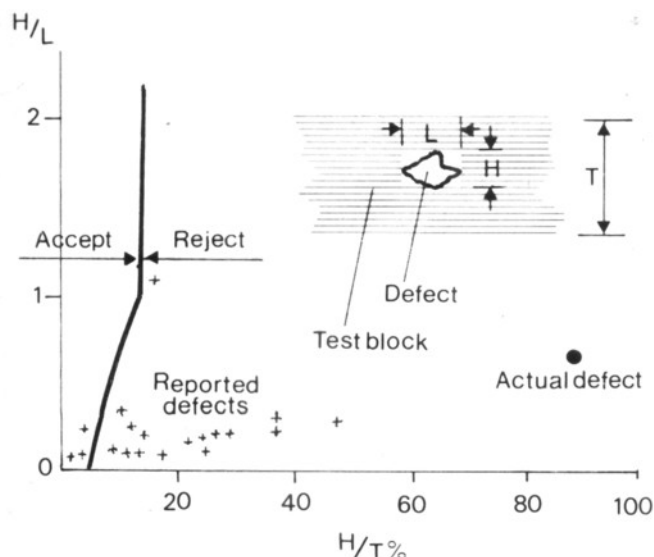 H/L
2
L
H
T
Accept
Reject
1
Defect
Test block
Reported
defects
Actual defect
0
20
40
60
80
100
H/T%